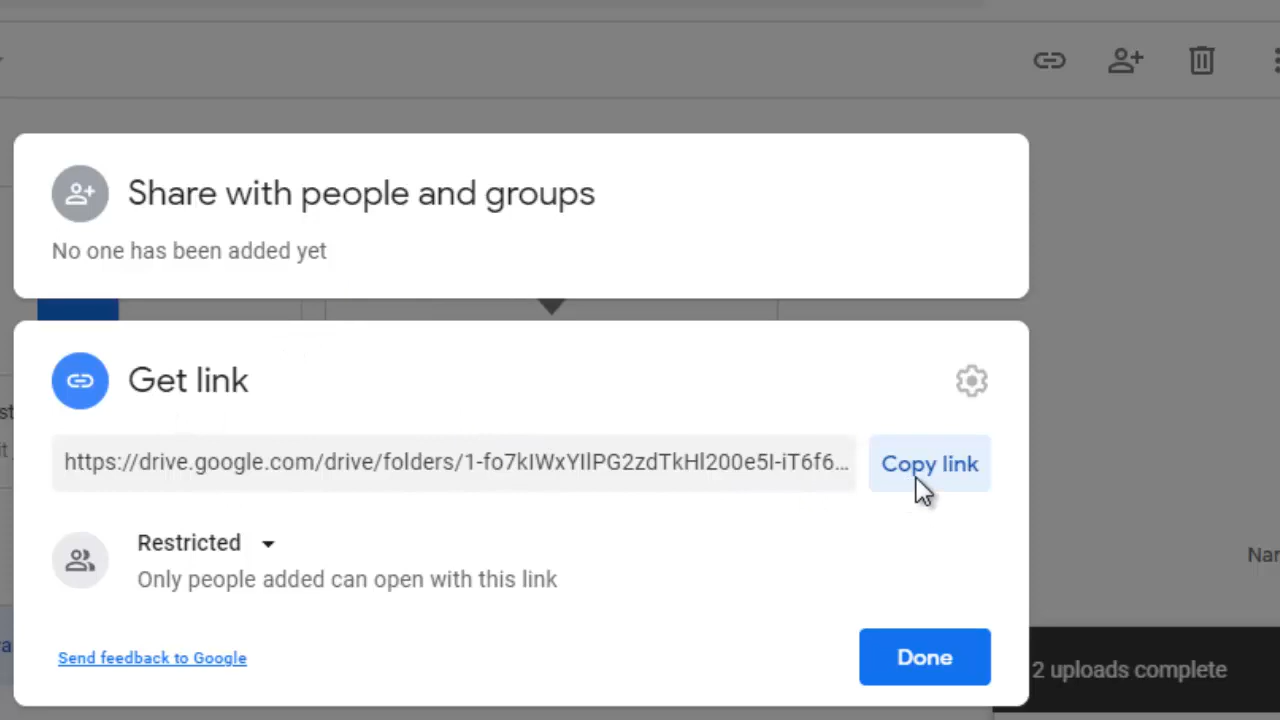 Share with people and groups
No one has been added yet
Get link
https://drive.google.com/drive/folders/1-fo7kIWxYIlPG2zdTkHl200e5I-iT6f6...
Copy link
Restricted
Only people added can open with this link
Nar
Send feedback to Google
Done
2 uploads complete